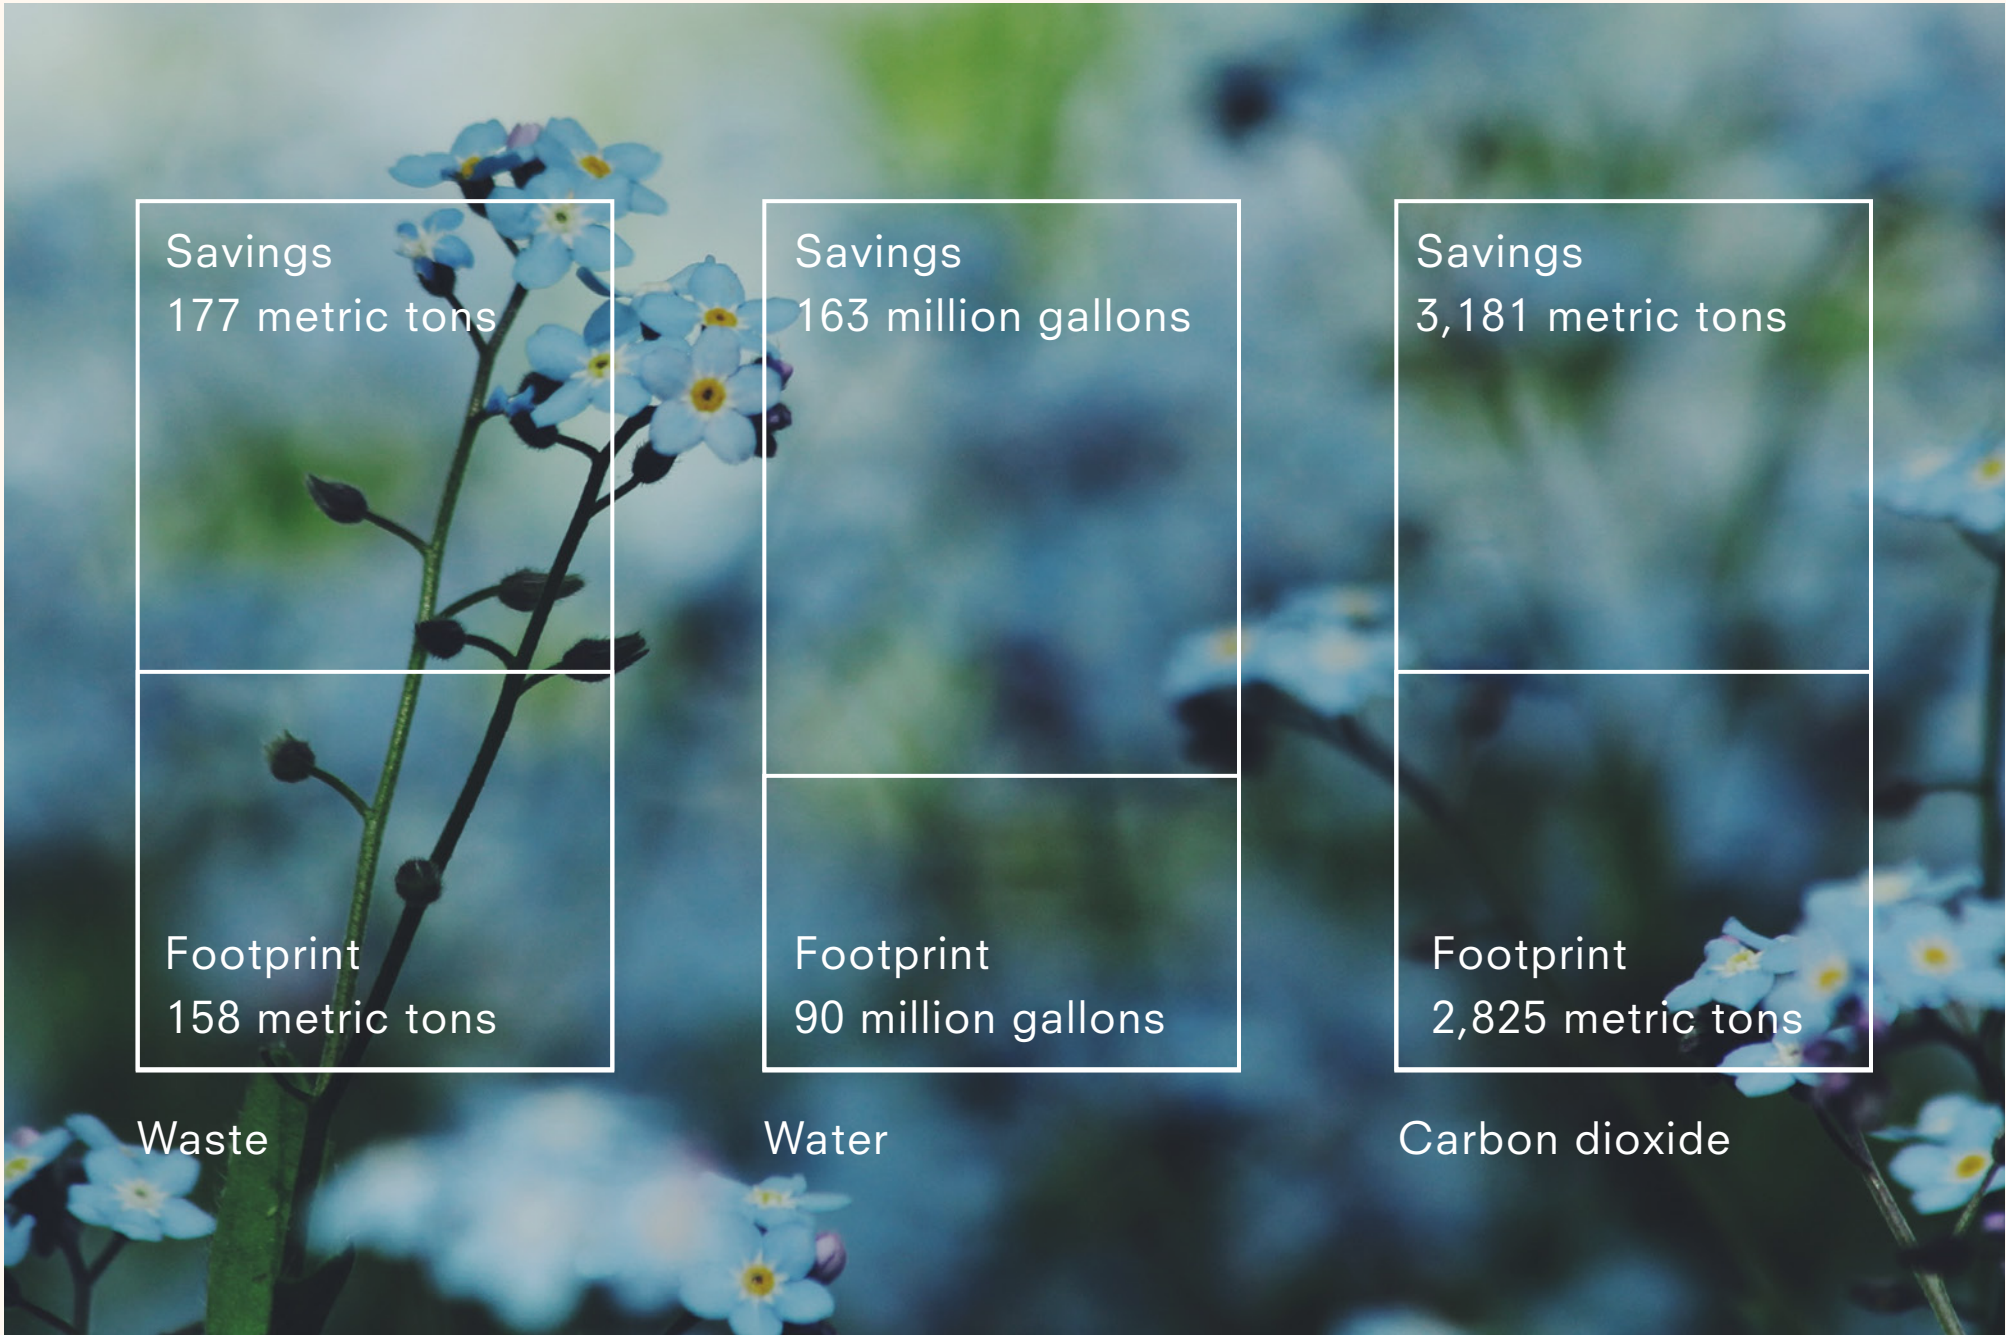 Savings
177 metric tons
Footprint
158 metric tons
Waste
Savings
163 million gallons
Footprint
90 million gallons
Water
Savings
3,181 metric tons
Footprint
2,825 metric tons
Carbon dioxide